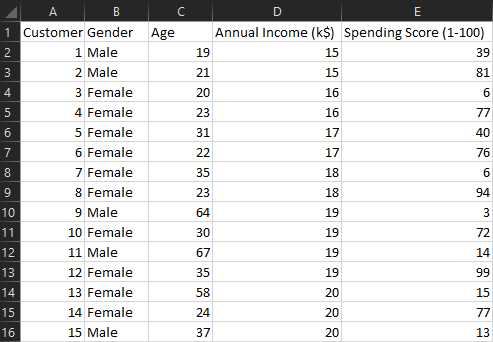 A B C D E
1 Customer Gender Age Annual Income (k$) Spending Score (1-100)
2 1 Male 19 15 39
3 2 Male 21 15 81
4 3 Female 20 16 6
5 4 Female 23 16 77
6 5 Female 31 17 40
7 6 Female 22 17 76
8 7 Female 35 18 6
9 8 Female 23 18 94
10 9 Male 64 19 3
11 10 Female 30 19 72
12 11 Male 67 19 14
13 12 Female 35 19 99
14 13 Female 58 20 15
15 14 Female 24 20 77
16 15 Male 37 20 13